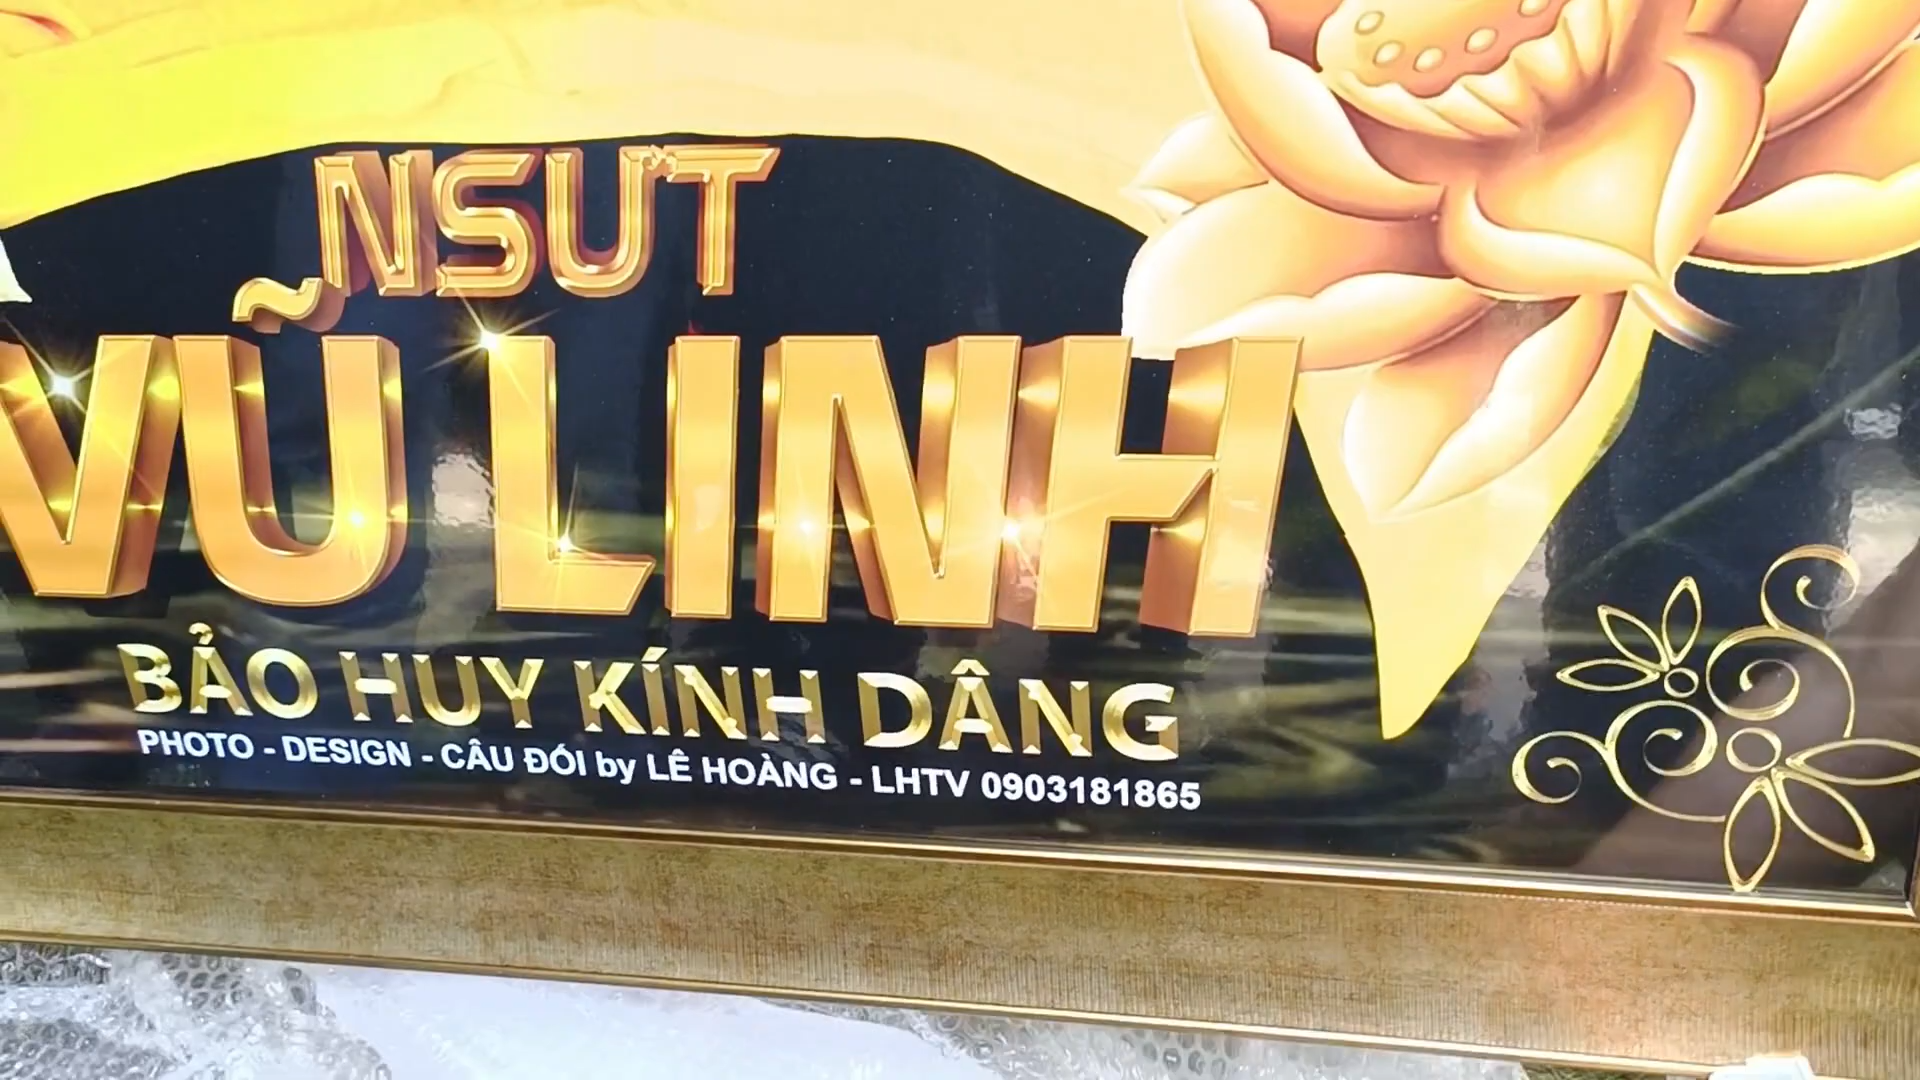 NSƯT
VŨ LINH
BẢO HUY KÍNH DÂNG
PHOTO - DESIGN - CÂU ĐỐI by LÊ HOÀNG - LHTV 0903181865